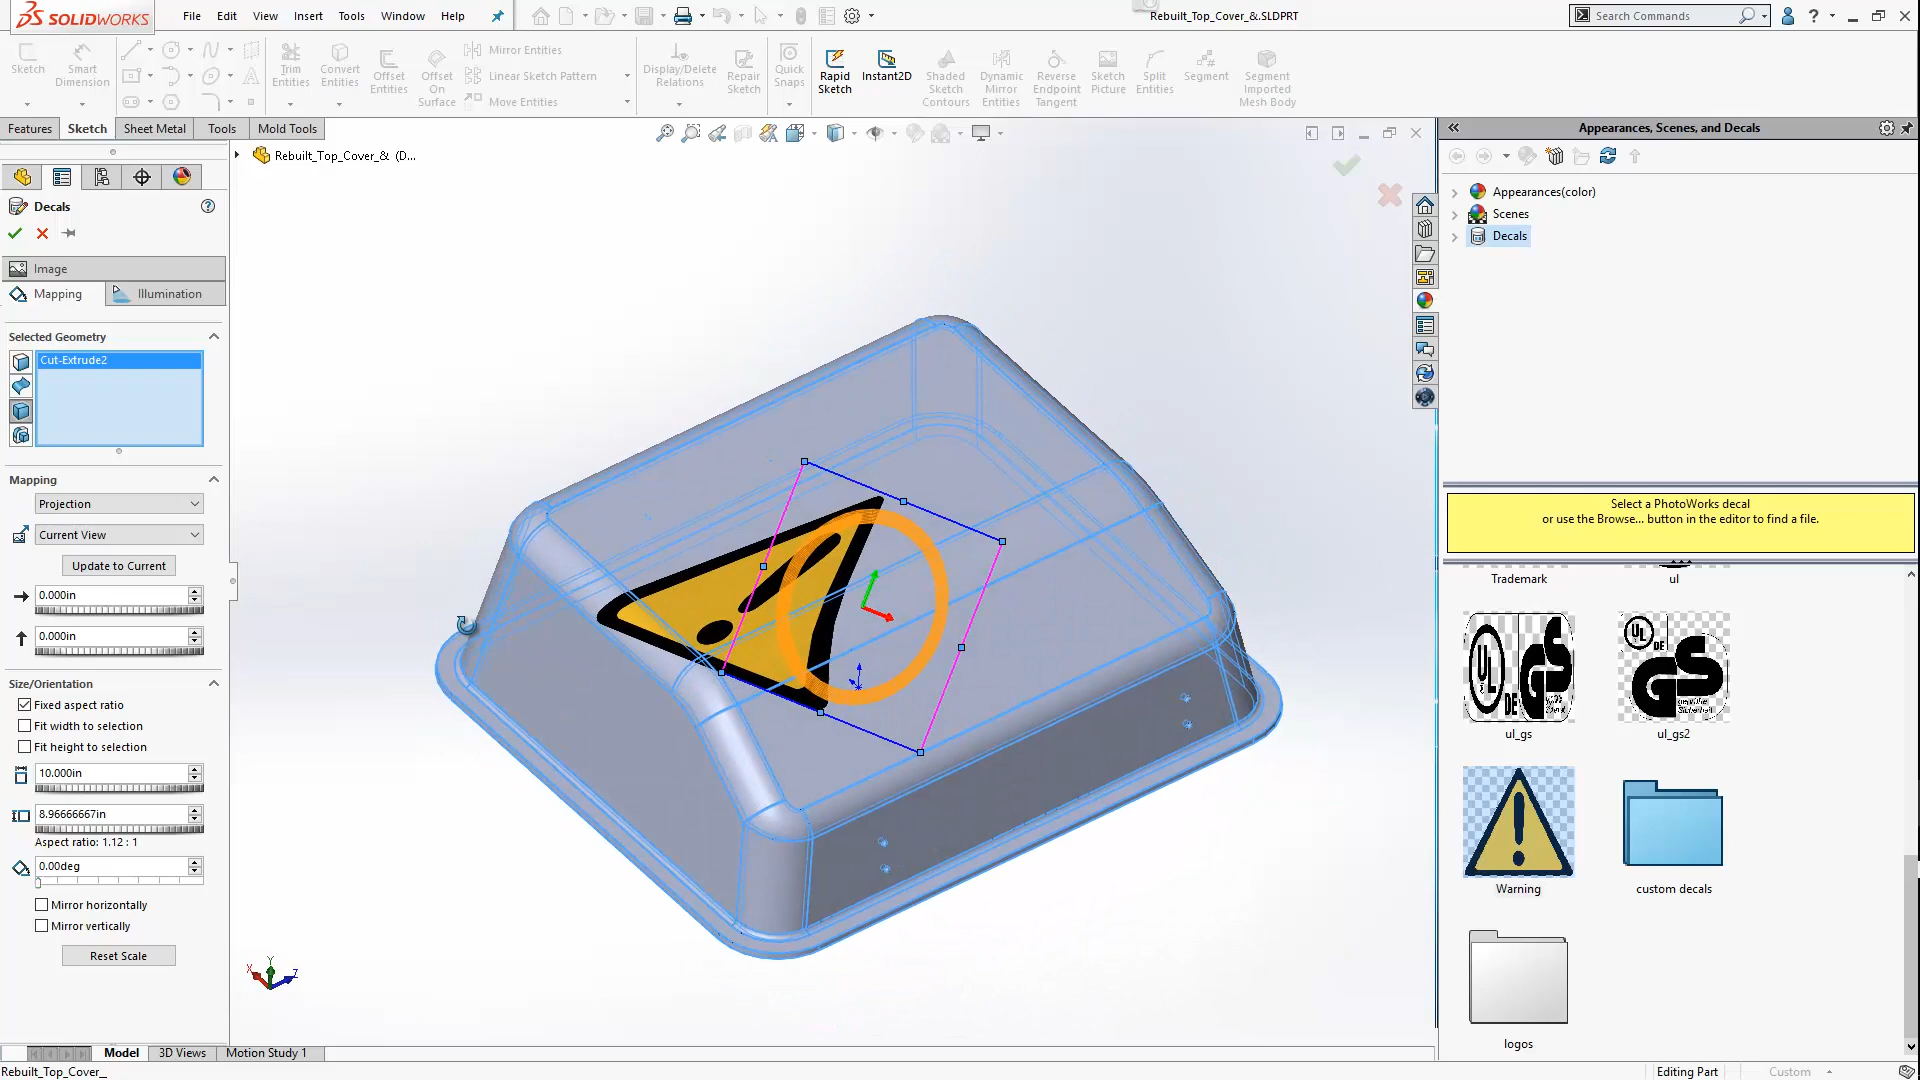 SOLIDWORKS
File Edit View Insert Tools Window Help
Rebuilt_Top_Cover_&.SLDPRT
Search Commands
Sketch
Smart Dimension
Trim Entities
Convert Entities
Offset Entities
Offset On Surface
Mirror Entities
Linear Sketch Pattern
Move Entities
Display/Delete Relations
Repair Sketch
Quick Snaps
Rapid Sketch
Instant2D
Shaded Sketch Contours
Dynamic Mirror Entities
Reverse Endpoint Tangent
Sketch Picture
Split Entities
Segment
Segment Imported Mesh Body
Features Sketch Sheet Metal Tools Mold Tools
Rebuilt_Top_Cover_& (D...
Decals
Image
Mapping Illumination
Selected Geometry
Cut-Extrude2
Mapping
Projection
Current View
Update to Current
0.000in
0.000in
Size/Orientation
Fixed aspect ratio
Fit width to selection
Fit height to selection
10.000in
8.96666667in
Aspect ratio: 1.12 : 1
0.00deg
Mirror horizontally
Mirror vertically
Reset Scale
X Y Z
Appearances, Scenes, and Decals
Appearances(color)
Scenes
Decals
Select a PhotoWorks decal
or use the Browse... button in the editor to find a file.
Trademark ul
ul_gs ul_gs2
Warning custom decals
logos
Model 3D Views Motion Study 1
Rebuilt_Top_Cover_
Editing Part
Custom